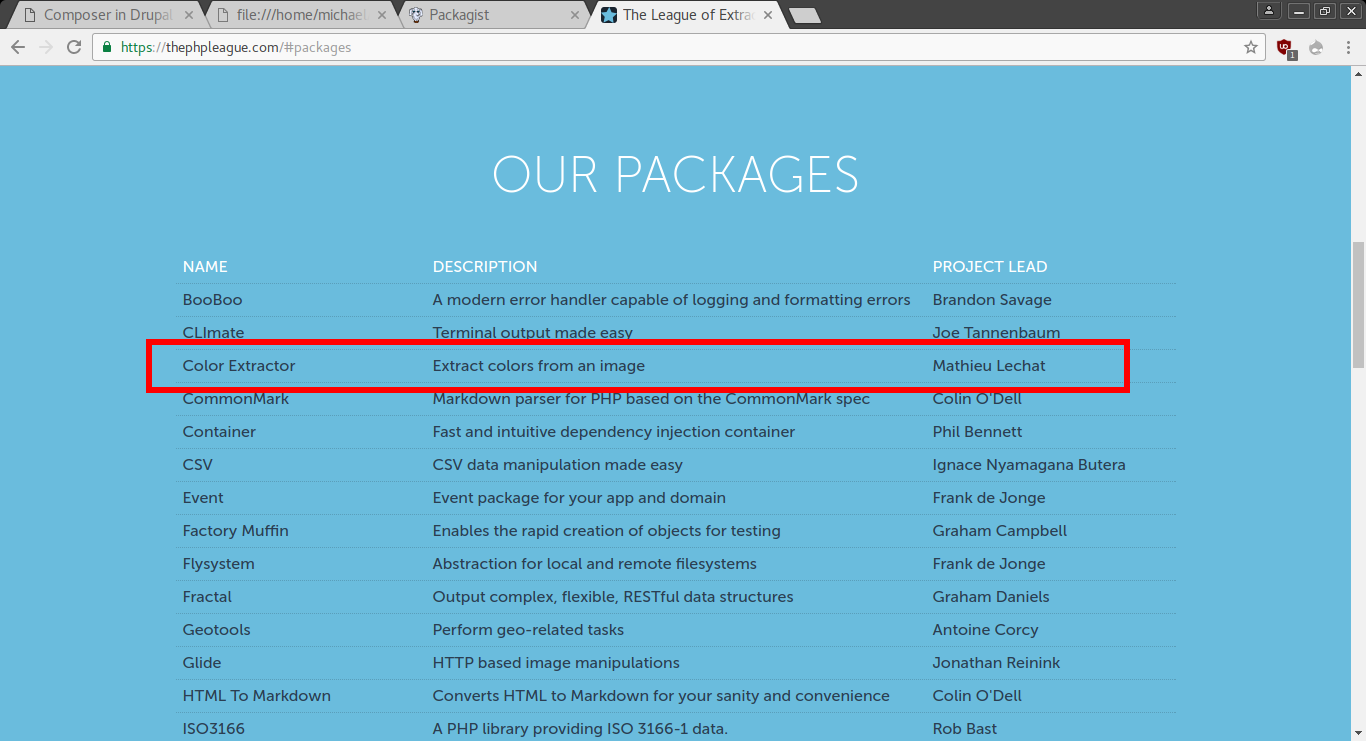 Composer in Drupal
file:///home/michael
Packagist
The League of Extrac
https://thephpleague.com/#packages
1
OUR PACKAGES
NAME DESCRIPTION PROJECT LEAD
BooBoo A modern error handler capable of logging and formatting errors Brandon Savage
CLImate Terminal output made easy Joe Tannenbaum
Color Extractor Extract colors from an image Mathieu Lechat
CommonMark Markdown parser for PHP based on the CommonMark spec Colin O'Dell
Container Fast and intuitive dependency injection container Phil Bennett
CSV CSV data manipulation made easy Ignace Nyamagana Butera
Event Event package for your app and domain Frank de Jonge
Factory Muffin Enables the rapid creation of objects for testing Graham Campbell
Flysystem Abstraction for local and remote filesystems Frank de Jonge
Fractal Output complex, flexible, RESTful data structures Graham Daniels
Geotools Perform geo-related tasks Antoine Corcy
Glide HTTP based image manipulations Jonathan Reinink
HTML To Markdown Converts HTML to Markdown for your sanity and convenience Colin O'Dell
ISO3166 A PHP library providing ISO 3166-1 data. Rob Bast